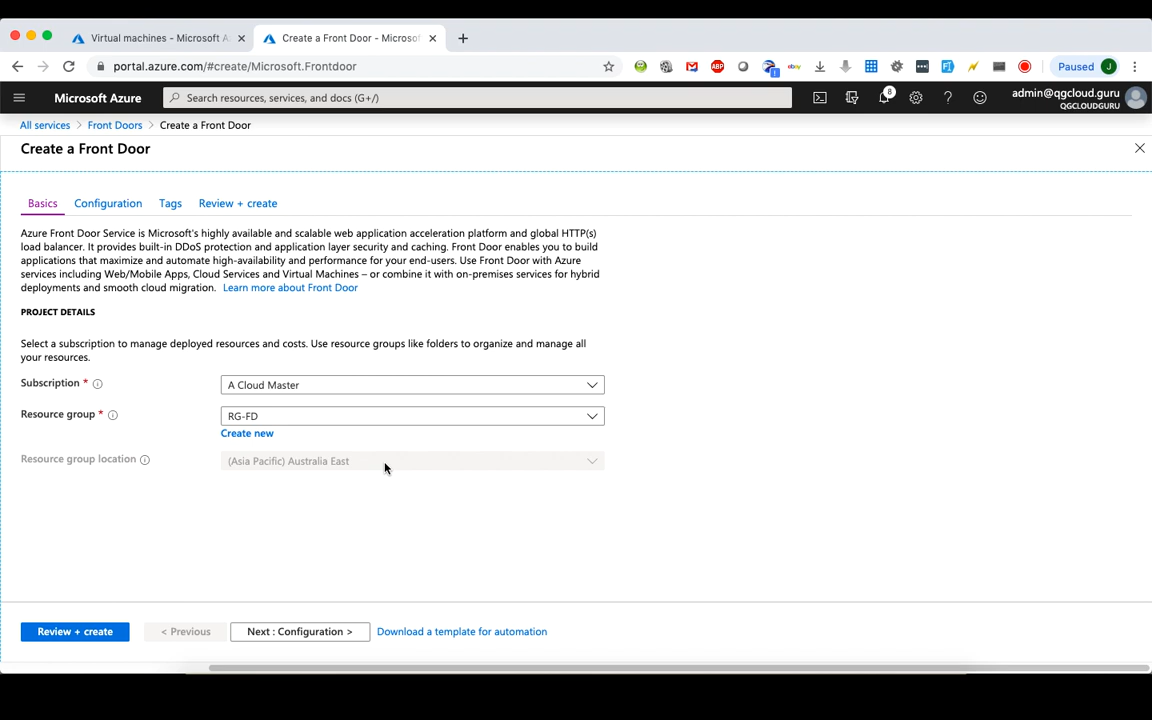 Virtual machines - Microsoft A
Create a Front Door - Microsof
portal.azure.com/#create/Microsoft.Frontdoor
ABP
ebay
Paused
J
Microsoft Azure
Search resources, services, and docs (G+/)
8
admin@qgcloud.guru
QGCLOUDGURU
All services > Front Doors > Create a Front Door
Create a Front Door
Basics
Configuration
Tags
Review + create
Azure Front Door Service is Microsoft's highly available and scalable web application acceleration platform and global HTTP(s)
load balancer. It provides built-in DDoS protection and application layer security and caching. Front Door enables you to build
applications that maximize and automate high-availability and performance for your end-users. Use Front Door with Azure
services including Web/Mobile Apps, Cloud Services and Virtual Machines – or combine it with on-premises services for hybrid
deployments and smooth cloud migration. Learn more about Front Door
PROJECT DETAILS
Select a subscription to manage deployed resources and costs. Use resource groups like folders to organize and manage all
your resources.
Subscription *
A Cloud Master
Resource group *
RG-FD
Create new
Resource group location
(Asia Pacific) Australia East
Review + create
< Previous
Next : Configuration >
Download a template for automation